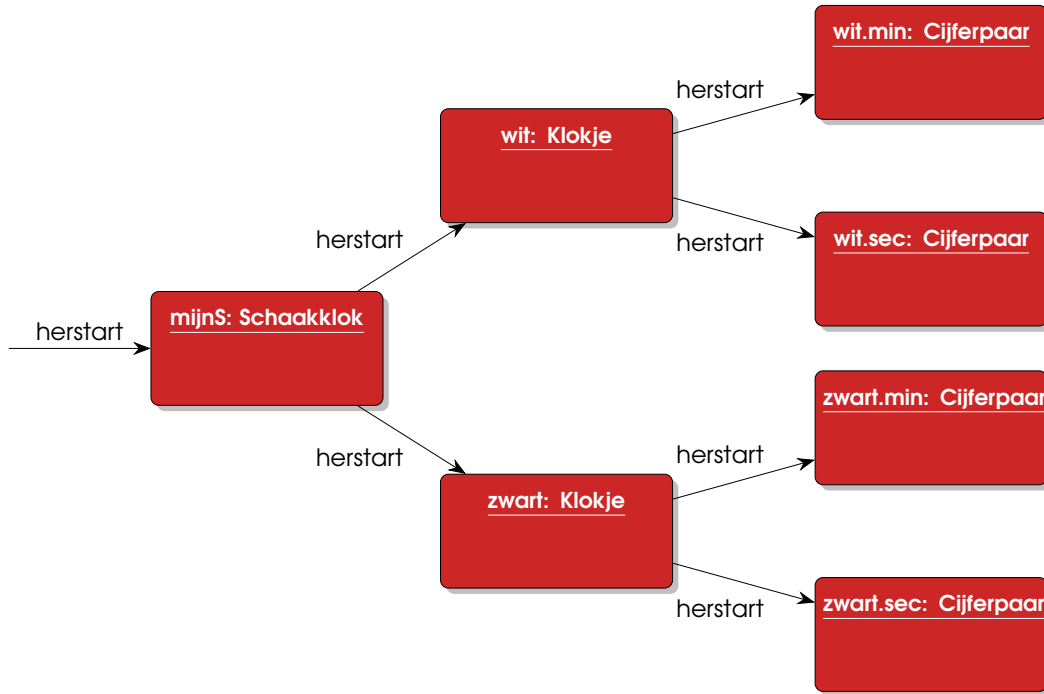 wit.min: Cijferpaar
herstart
wit: Klokje
herstart
wit.sec: Cijferpaar
herstart
mijnS: Schaakklok
herstart
zwart.min: Cijferpaar
herstart
herstart
zwart: Klokje
zwart.sec: Cijferpaar
herstart